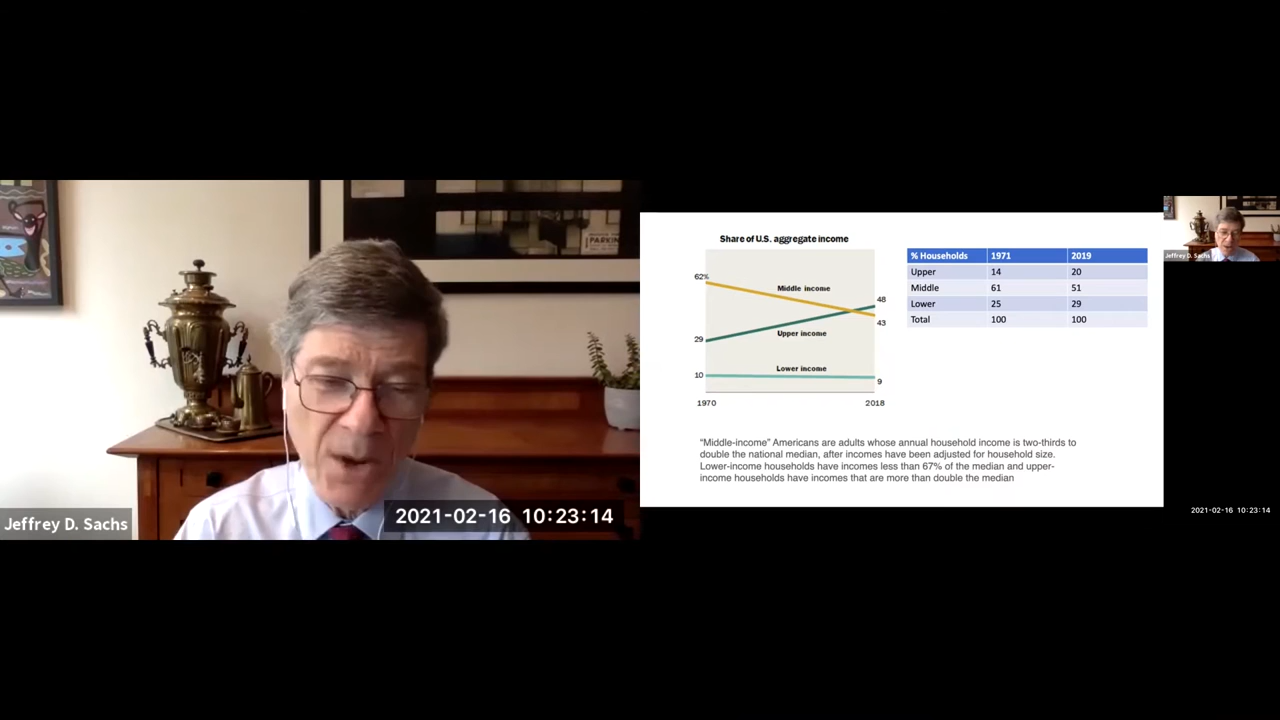 PARKIN
Jeffrey D. Sachs
2021-02-16 10:23:14
Share of U.S. aggregate income
62%
Middle income
48
43
29
Upper income
10
Lower income
9
1970
2018
% Households 1971 2019
Upper 14 20
Middle 61 51
Lower 25 29
Total 100 100
“Middle-income” Americans are adults whose annual household income is two-thirds to
double the national median, after incomes have been adjusted for household size.
Lower-income households have incomes less than 67% of the median and upper-
income households have incomes that are more than double the median
Jeffrey D. Sachs
2021-02-16 10:23:14